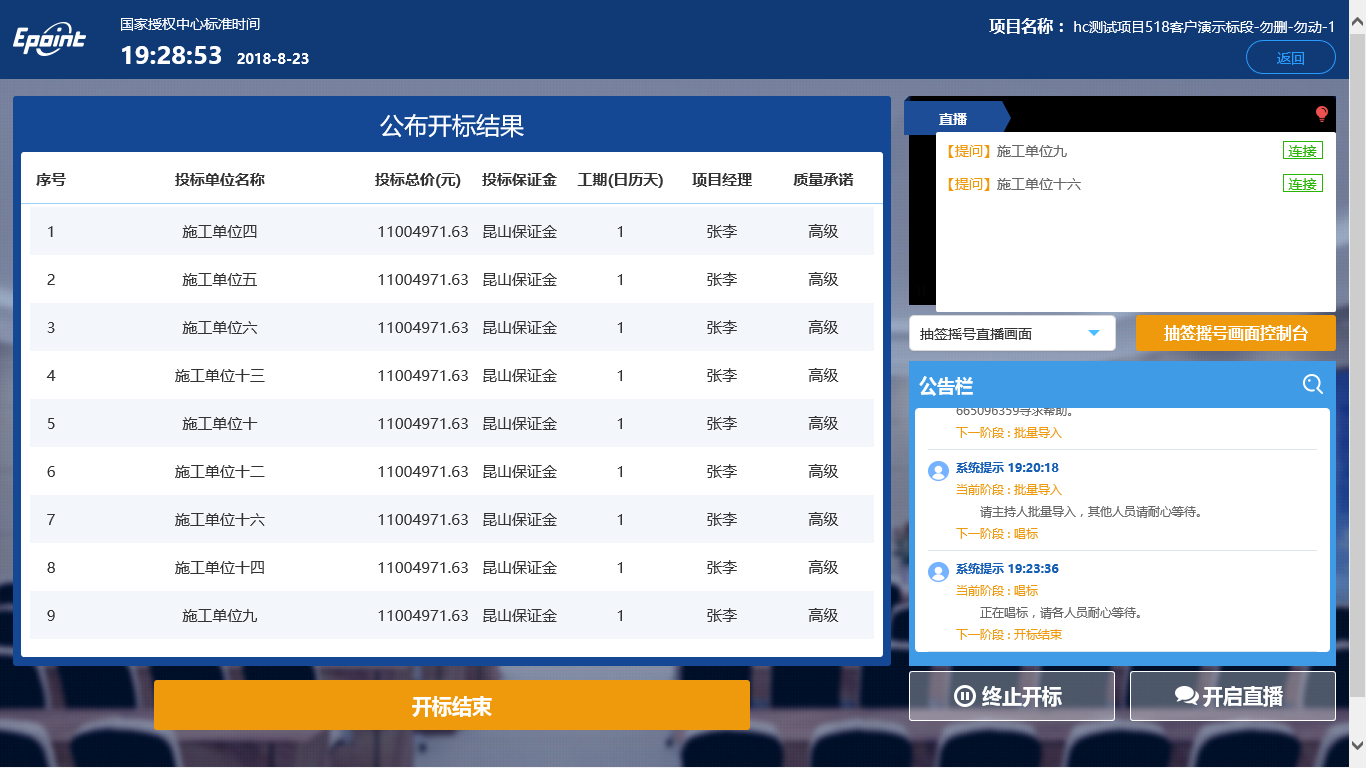 Epoint
国家授权中心标准时间
19:28:53 2018-8-23
项目名称： hc测试项目518客户演示标段-勿删-勿动-1
返回
公布开标结果
序号 投标单位名称 投标总价(元) 投标保证金 工期(日历天) 项目经理 质量承诺
1 施工单位四 11004971.63 昆山保证金 1 张李 高级
2 施工单位五 11004971.63 昆山保证金 1 张李 高级
3 施工单位六 11004971.63 昆山保证金 1 张李 高级
4 施工单位十三 11004971.63 昆山保证金 1 张李 高级
5 施工单位十 11004971.63 昆山保证金 1 张李 高级
6 施工单位十二 11004971.63 昆山保证金 1 张李 高级
7 施工单位十六 11004971.63 昆山保证金 1 张李 高级
8 施工单位十四 11004971.63 昆山保证金 1 张李 高级
9 施工单位九 11004971.63 昆山保证金 1 张李 高级
开标结束
直播
【提问】施工单位九 连接
【提问】施工单位十六 连接
抽签摇号直播画面
抽签摇号画面控制台
公告栏
665096359寻求帮助。
下一阶段 : 批量导入
系统提示 19:20:18
当前阶段 : 批量导入
请主持人批量导入，其他人员请耐心等待。
下一阶段 : 唱标
系统提示 19:23:36
当前阶段 : 唱标
正在唱标，请各人员耐心等待。
下一阶段 : 开标结束
终止开标
开启直播